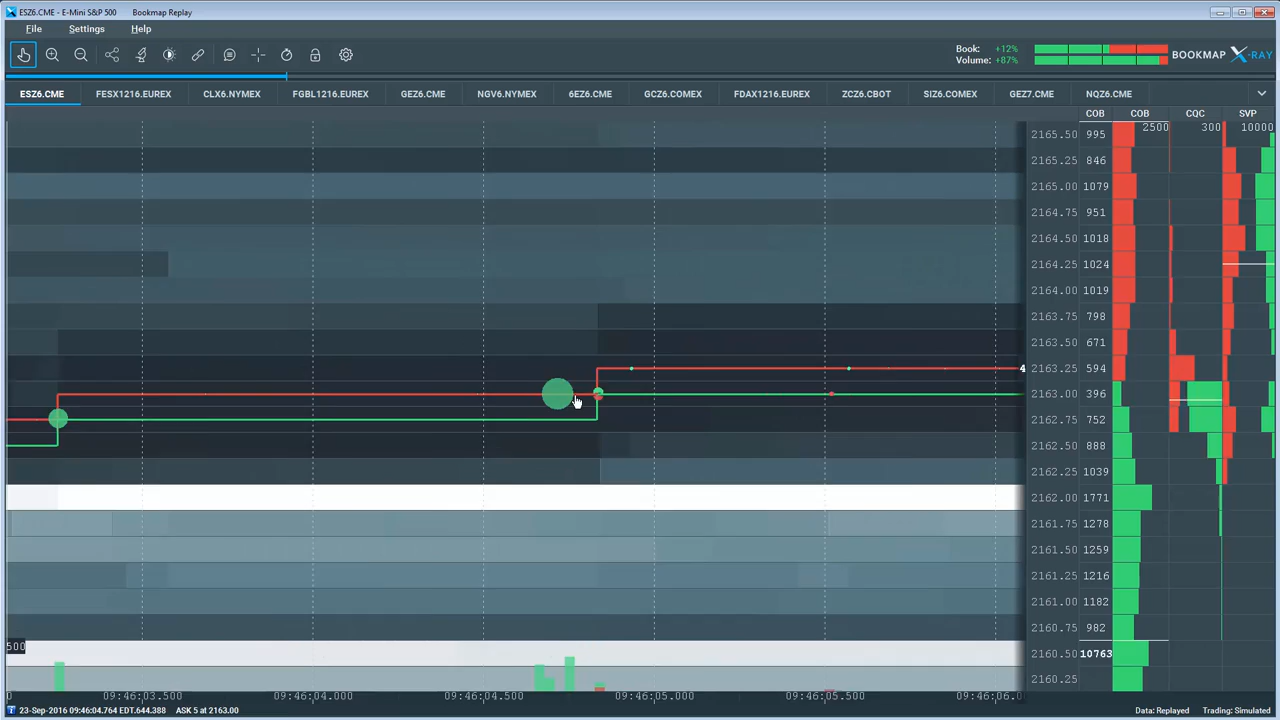 ESZ6.CME - E-Mini S&P 500 Bookmap Replay
File Settings Help
Book: +12%
Volume: +87%
BOOKMAP X-RAY
ESZ6.CME FESX1216.EUREX CLX6.NYMEX FGBL1216.EUREX GEZ6.CME NGV6.NYMEX 6EZ6.CME GCZ6.COMEX FDAX1216.EUREX ZCZ6.CBOT SIZ6.COMEX GEZ7.CME NQZ6.CME
COB COB CQC SVP
2500 300 10000
2165.50 995
2165.25 846
2165.00 1079
2164.75 951
2164.50 1018
2164.25 1024
2164.00 1019
2163.75 798
2163.50 671
4 2163.25 594
2163.00 396
2162.75 752
2162.50 888
2162.25 1039
2162.00 1771
2161.75 1278
2161.50 1259
2161.25 1216
2161.00 1182
2160.75 982
500
2160.50 10763
2160.25
0 09:46:03.500 09:46:04.000 09:46:04.500 09:46:05.000 09:46:05.500 09:46:06.
23-Sep-2016 09:46:04.764 EDT.644.388 ASK 5 at 2163.00 Data: Replayed Trading: Simulated